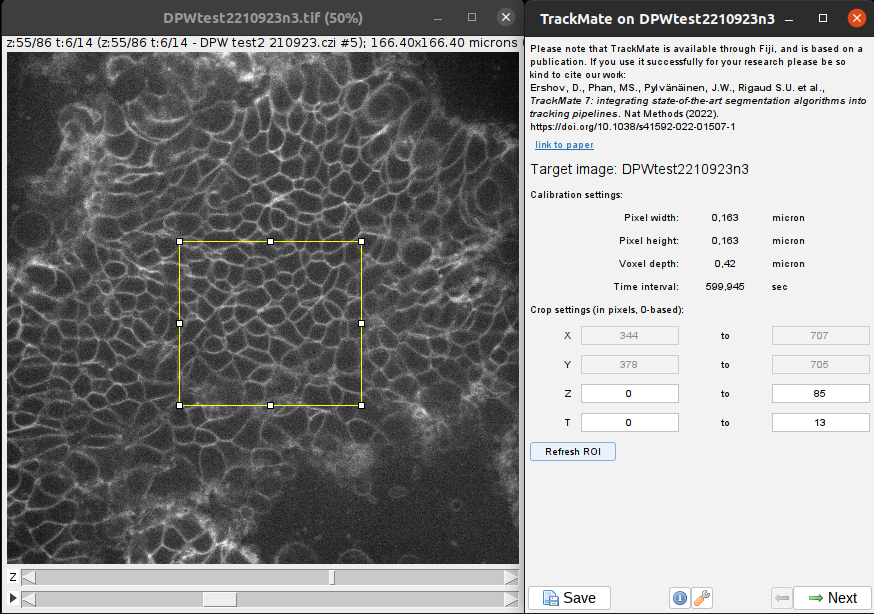 DPWtest2210923n3.tif (50%)
z:55/86 t:6/14 (z:55/86 t:6/14 - DPW test2 210923.czi #5); 166.40x166.40 microns
Z
TrackMate on DPWtest2210923n3
Please note that TrackMate is available through Fiji, and is based on a
publication. If you use it successfully for your research please be so
kind to cite our work:
Ershov, D., Phan, MS., Pylvänäinen, J.W., Rigaud S.U. et al.,
TrackMate 7: integrating state-of-the-art segmentation algorithms into
tracking pipelines. Nat Methods (2022).
https://doi.org/10.1038/s41592-022-01507-1
link to paper
Target image: DPWtest2210923n3
Calibration settings:
Pixel width: 0,163 micron
Pixel height: 0,163 micron
Voxel depth: 0,42 micron
Time interval: 599,945 sec
Crop settings (in pixels, 0-based):
X 344 to 707
Y 378 to 705
Z 0 to 85
T 0 to 13
Refresh ROI
Save Next